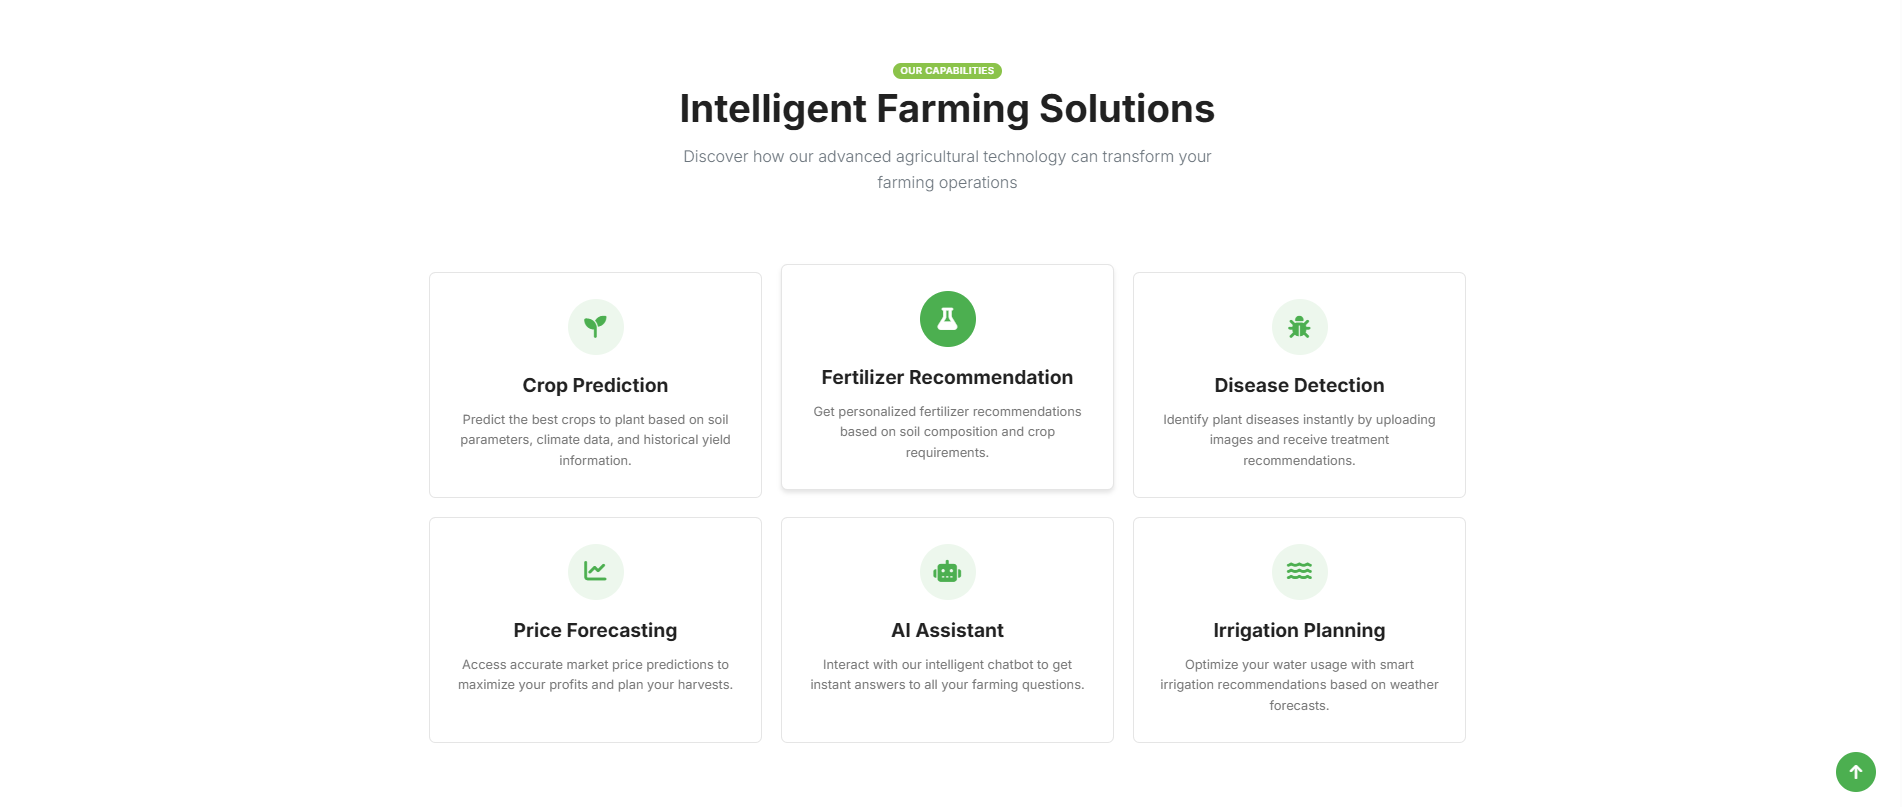 OUR CAPABILITIES
Intelligent Farming Solutions
Discover how our advanced agricultural technology can transform your
farming operations
Crop Prediction
Predict the best crops to plant based on soil
parameters, climate data, and historical yield
information.
Fertilizer Recommendation
Get personalized fertilizer recommendations
based on soil composition and crop
requirements.
Disease Detection
Identify plant diseases instantly by uploading
images and receive treatment
recommendations.
Price Forecasting
Access accurate market price predictions to
maximize your profits and plan your harvests.
AI Assistant
Interact with our intelligent chatbot to get
instant answers to all your farming questions.
Irrigation Planning
Optimize your water usage with smart
irrigation recommendations based on weather
forecasts.